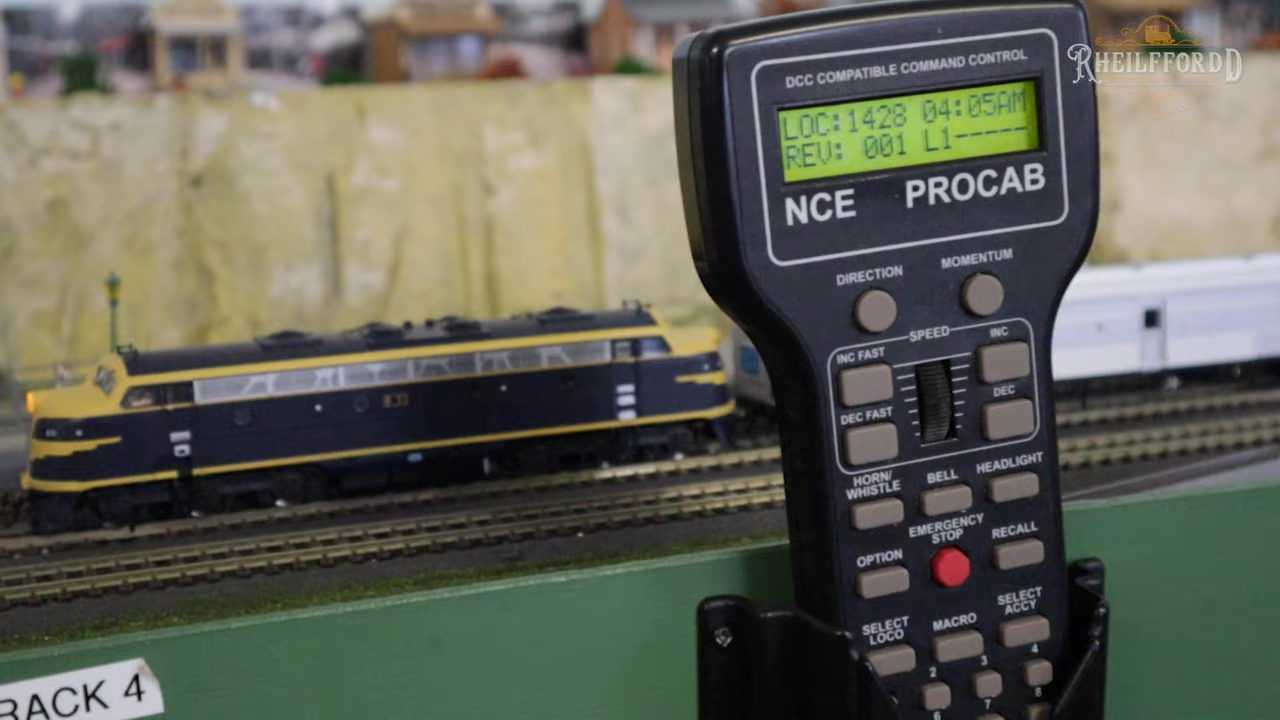 RHEILFFORDD
DCC COMPATIBLE COMMAND CONTROL
LOC:1428 04:05AM
REV: 001 L1-----
NCE PROCAB
DIRECTION
MOMENTUM
SPEED
INC FAST
INC
DEC FAST
DEC
HORN/
WHISTLE
BELL
HEADLIGHT
EMERGENCY
STOP
OPTION
RECALL
SELECT
LOCO
MACRO
SELECT
ACCY
2
3
4
6
7
8
RACK 4